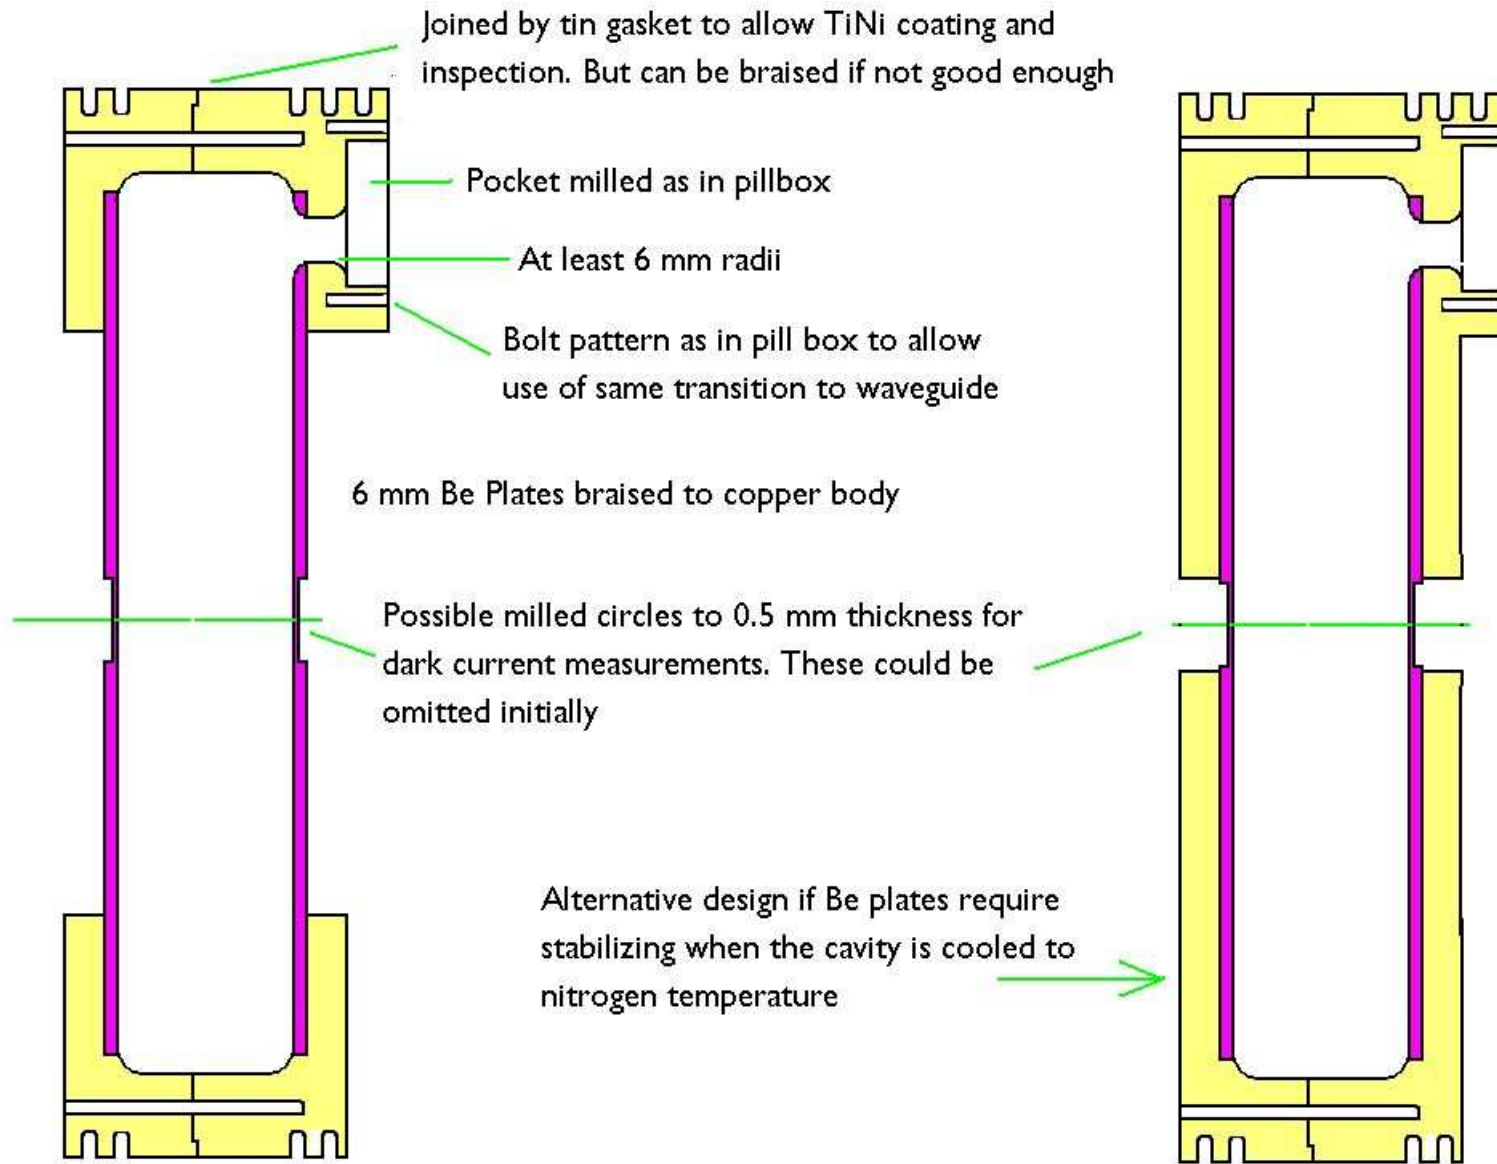 Joined by tin gasket to allow TiNi coating and
inspection. But can be braised if not good enough
Pocket milled as in pillbox
At least 6 mm radii
Bolt pattern as in pill box to allow
use of same transition to waveguide
6 mm Be Plates braised to copper body
Possible milled circles to 0.5 mm thickness for
dark current measurements. These could be
omitted initially
Alternative design if Be plates require
stabilizing when the cavity is cooled to
nitrogen temperature